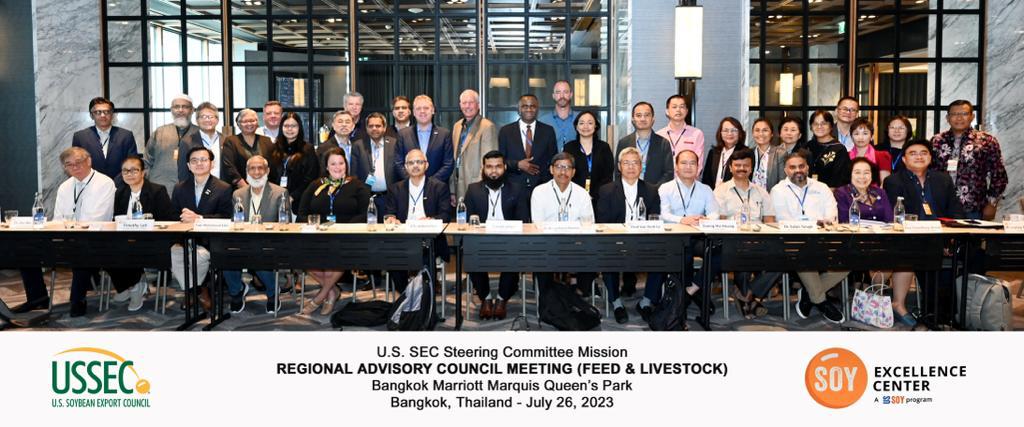 USSEC
U.S. SOYBEAN EXPORT COUNCIL
U.S. SEC Steering Committee Mission
REGIONAL ADVISORY COUNCIL MEETING (FEED & LIVESTOCK)
Bangkok Marriott Marquis Queen's Park
Bangkok, Thailand - July 26, 2023
SOY
EXCELLENCE
CENTER
A US SOY program